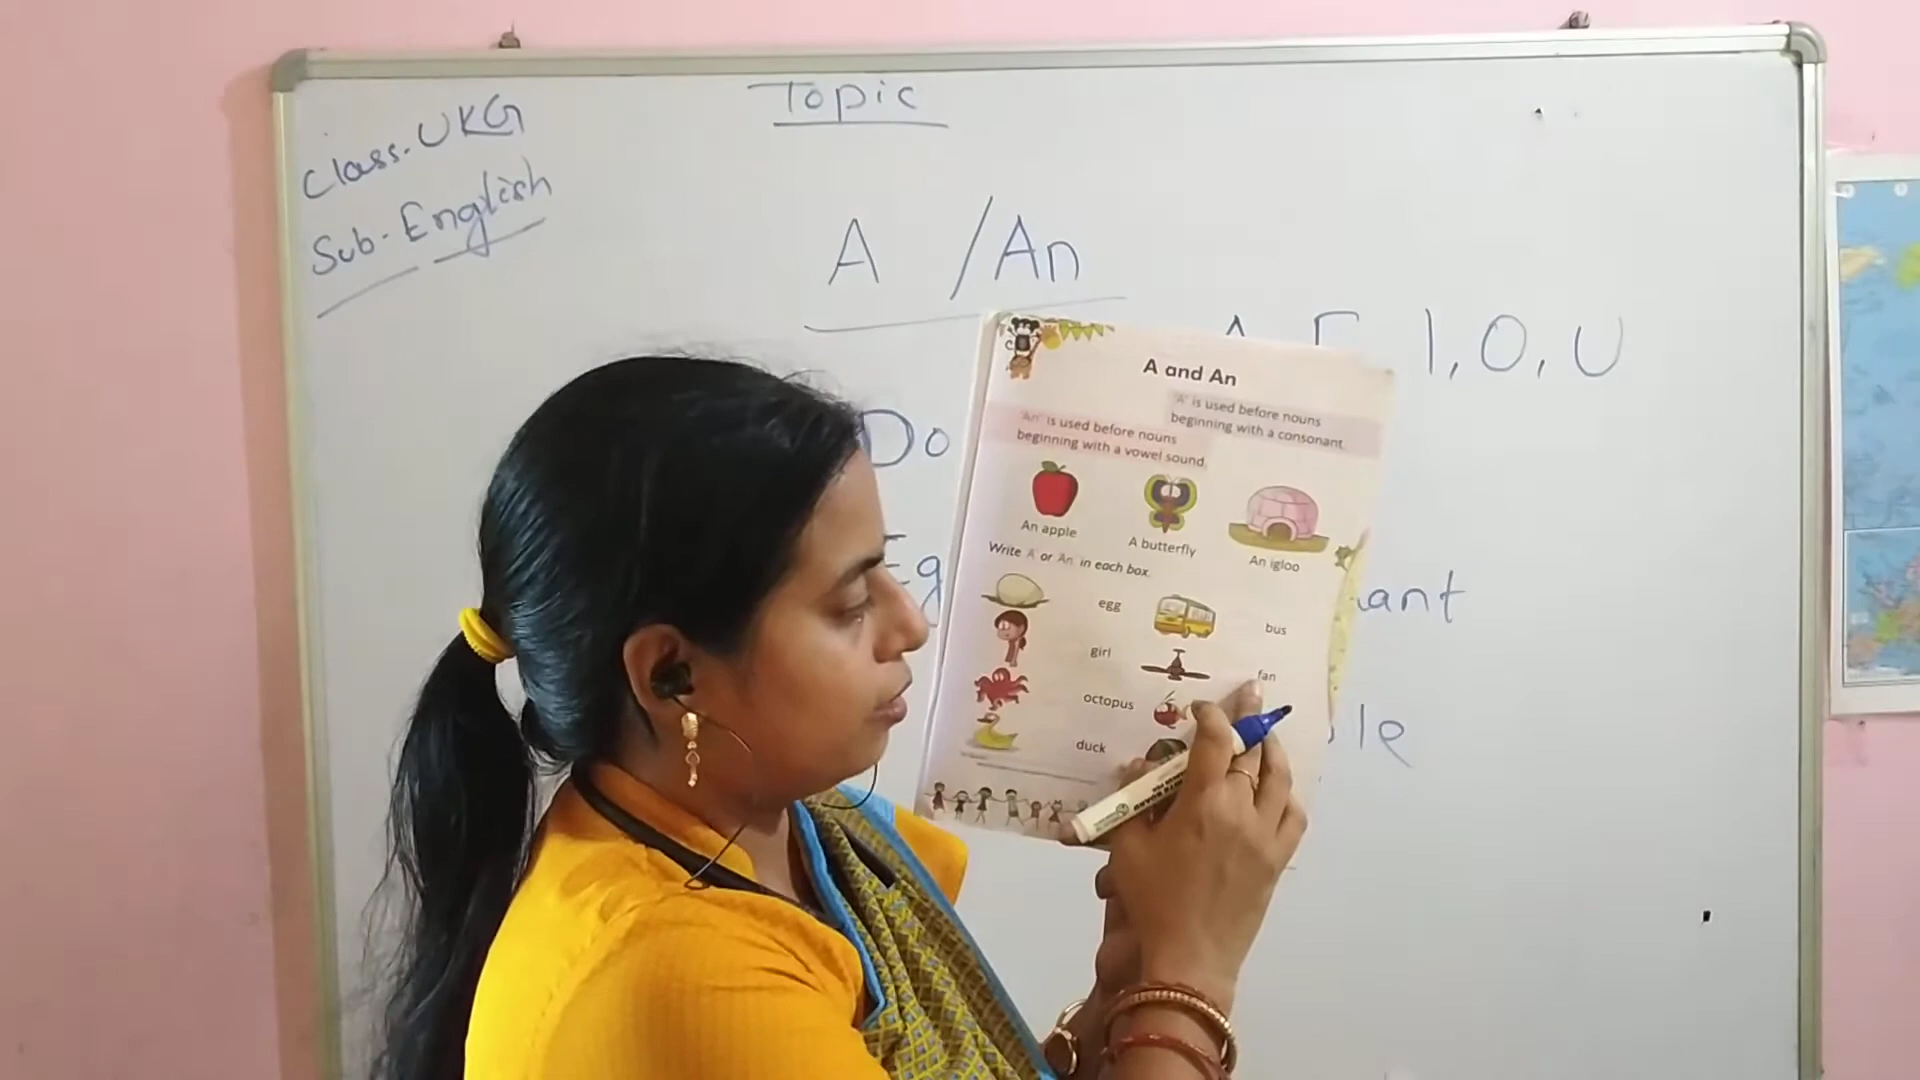 Topic
Class-UKG
Sub-English
A / An
I, O, U
Do
Eg
A and An
'A' is used before nouns
beginning with a consonant.
'An' is used before nouns
beginning with a vowel sound.
An apple
A butterfly
An igloo
Write A or An in each box.
egg
bus
girl
fan
octopus
duck